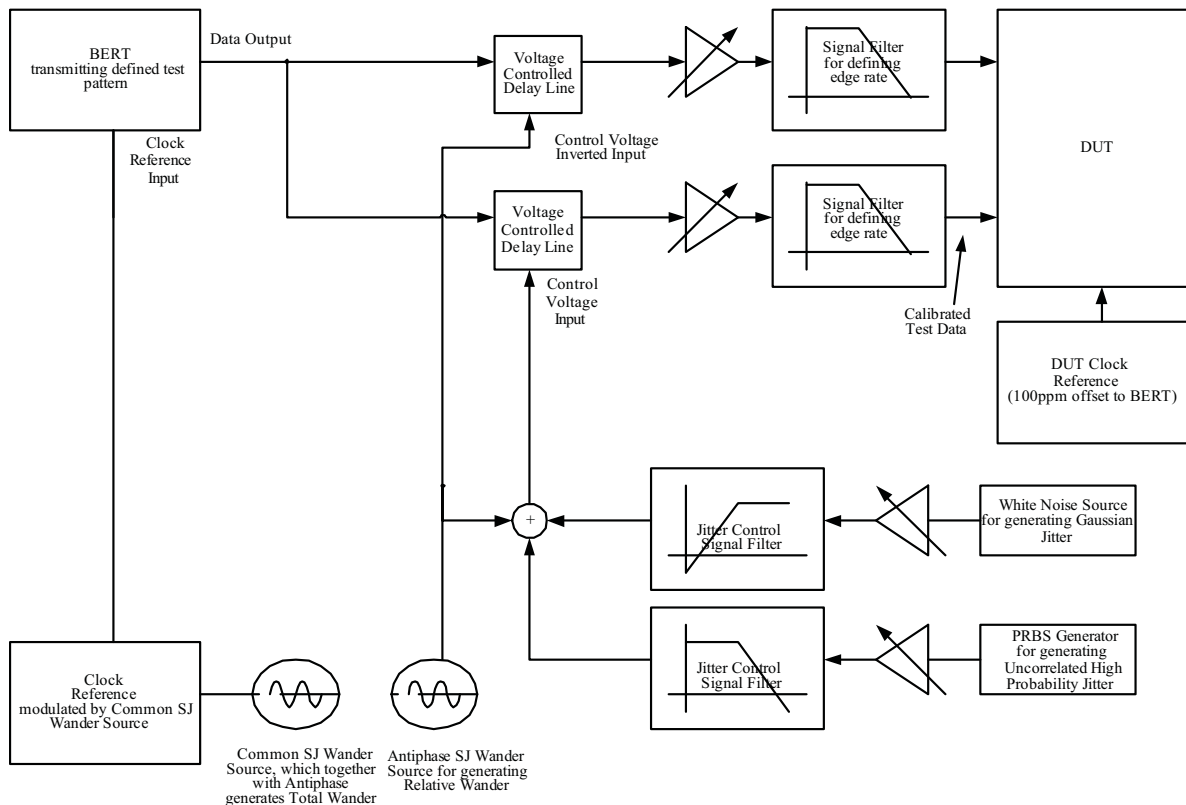 BERT
transmitting defined test
pattern
Data Output
Voltage
Controlled
Delay Line
Signal Filter
for defining
edge rate
DUT
Clock
Reference
Input
Control Voltage
Inverted Input
Voltage
Controlled
Delay Line
Signal Filter
for defining
edge rate
Control
Voltage
Input
Calibrated
Test Data
DUT Clock
Reference
(100ppm offset to BERT)
+
Jitter Control
Signal Filter
White Noise Source
for generating Gaussian
Jitter
Jitter Control
Signal Filter
PRBS Generator
for generating
Uncorrelated High
Probability Jitter
Clock
Reference
modulated by Common SJ
Wander Source
Common SJ Wander
Source, which together
with Antiphase
generates Total Wander
Antiphase SJ Wander
Source for generating
Relative Wander